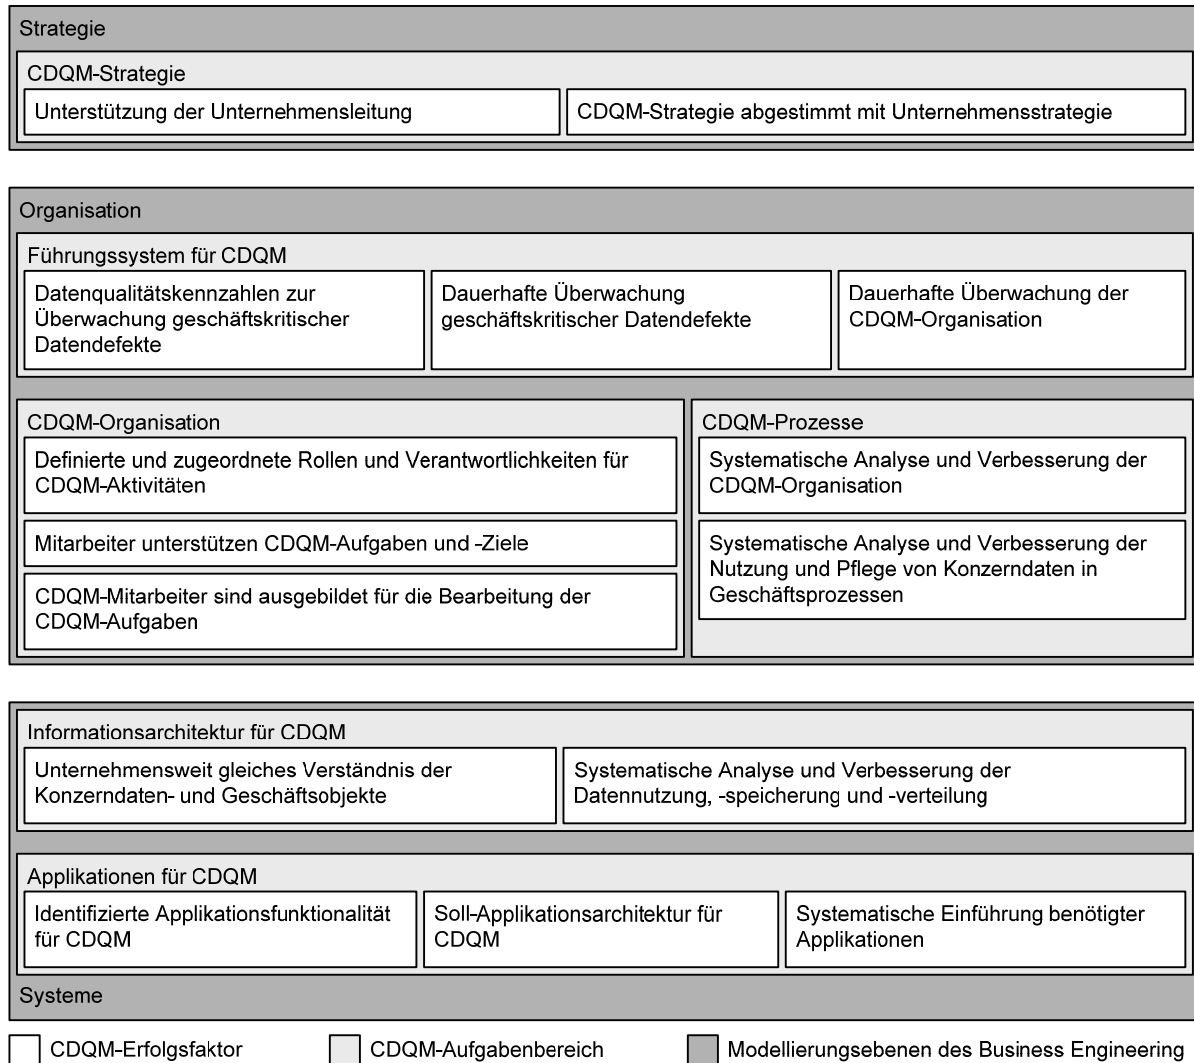 Strategie
CDQM-Strategie
Unterstützung der Unternehmensleitung
CDQM-Strategie abgestimmt mit Unternehmensstrategie
Organisation
Führungssystem für CDQM
Datenqualitätskennzahlen zur
Überwachung geschäftskritischer
Datendefekte
Dauerhafte Überwachung
geschäftskritischer Datendefekte
Dauerhafte Überwachung der
CDQM-Organisation
CDQM-Organisation
Definierte und zugeordnete Rollen und Verantwortlichkeiten für
CDQM-Aktivitäten
Mitarbeiter unterstützen CDQM-Aufgaben und -Ziele
CDQM-Mitarbeiter sind ausgebildet für die Bearbeitung der
CDQM-Aufgaben
CDQM-Prozesse
Systematische Analyse und Verbesserung der
CDQM-Organisation
Systematische Analyse und Verbesserung der
Nutzung und Pflege von Konzerndaten in
Geschäftsprozessen
Informationsarchitektur für CDQM
Unternehmensweit gleiches Verständnis der
Konzerndaten- und Geschäftsobjekte
Systematische Analyse und Verbesserung der
Datennutzung, -speicherung und -verteilung
Applikationen für CDQM
Identifizierte Applikationsfunktionalität
für CDQM
Soll-Applikationsarchitektur für
CDQM
Systematische Einführung benötigter
Applikationen
Systeme
CDQM-Erfolgsfaktor
CDQM-Aufgabenbereich
Modellierungsebenen des Business Engineering